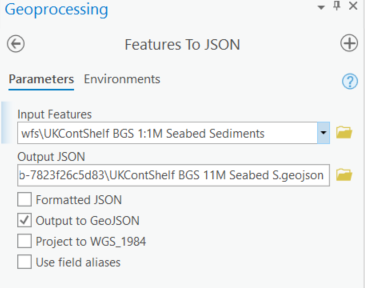 Geoprocessing
Features To JSON
Parameters Environments
Input Features
wfs\UKContShelf BGS 1:1M Seabed Sediments
Output JSON
b-7823f26c5d83\UKContShelf BGS 11M Seabed S.geojson
Formatted JSON
Output to GeoJSON
Project to WGS_1984
Use field aliases